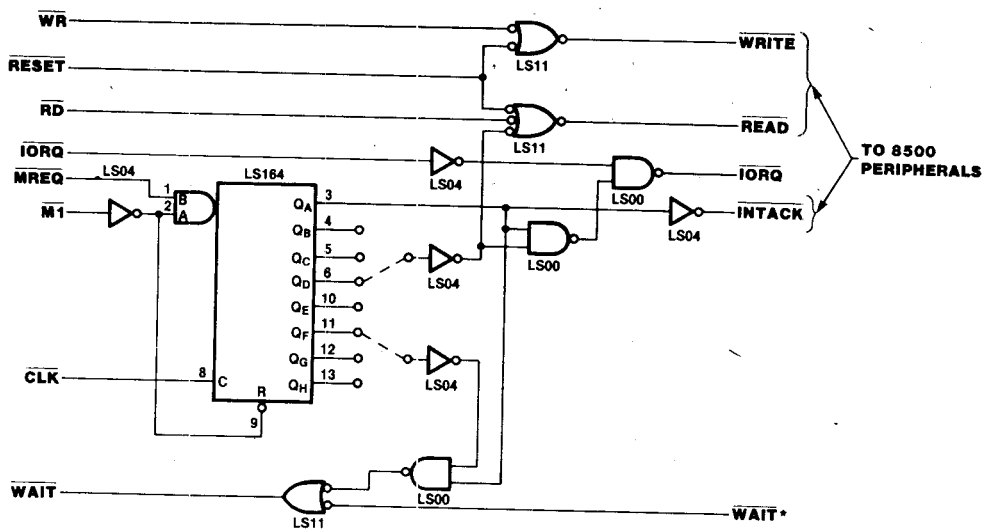 WR
WRITE
LS11
RESET
RD
READ
LS11
TO 8500
PERIPHERALS
IORQ
LS04
IORQ
LS00
MREQ
LS04
LS164
M1
1
B
2
A
QA 3
INTACK
LS04
QB 4
LS00
QC 5
QD 6
LS04
QE 10
QF 11
QG 12
LS04
CLK
8
C
QH 13
R
9
WAIT
LS11
LS00
WAIT*